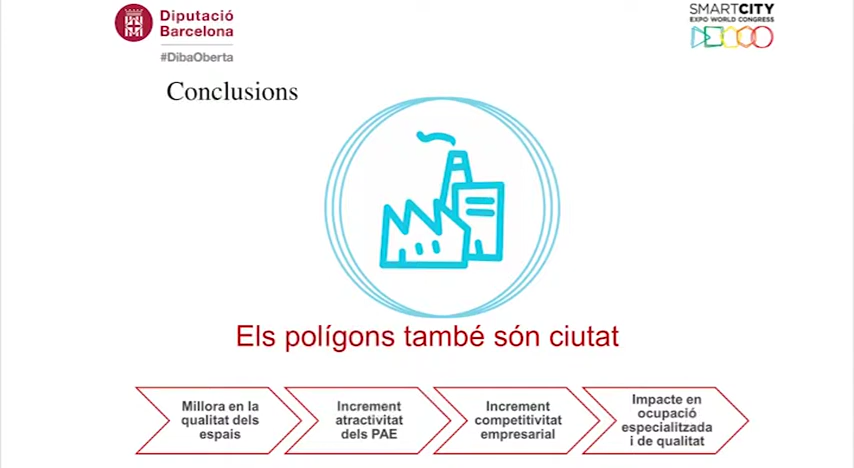 Diputació
Barcelona
#DibaOberta
SMARTCITY
EXPO WORLD CONGRESS
Conclusions
Els polígons també són ciutat
Millora en la
qualitat dels
espais
Increment
atractivitat
dels PAE
Increment
competitivitat
empresarial
Impacte en
ocupació
especialitzada
i de qualitat